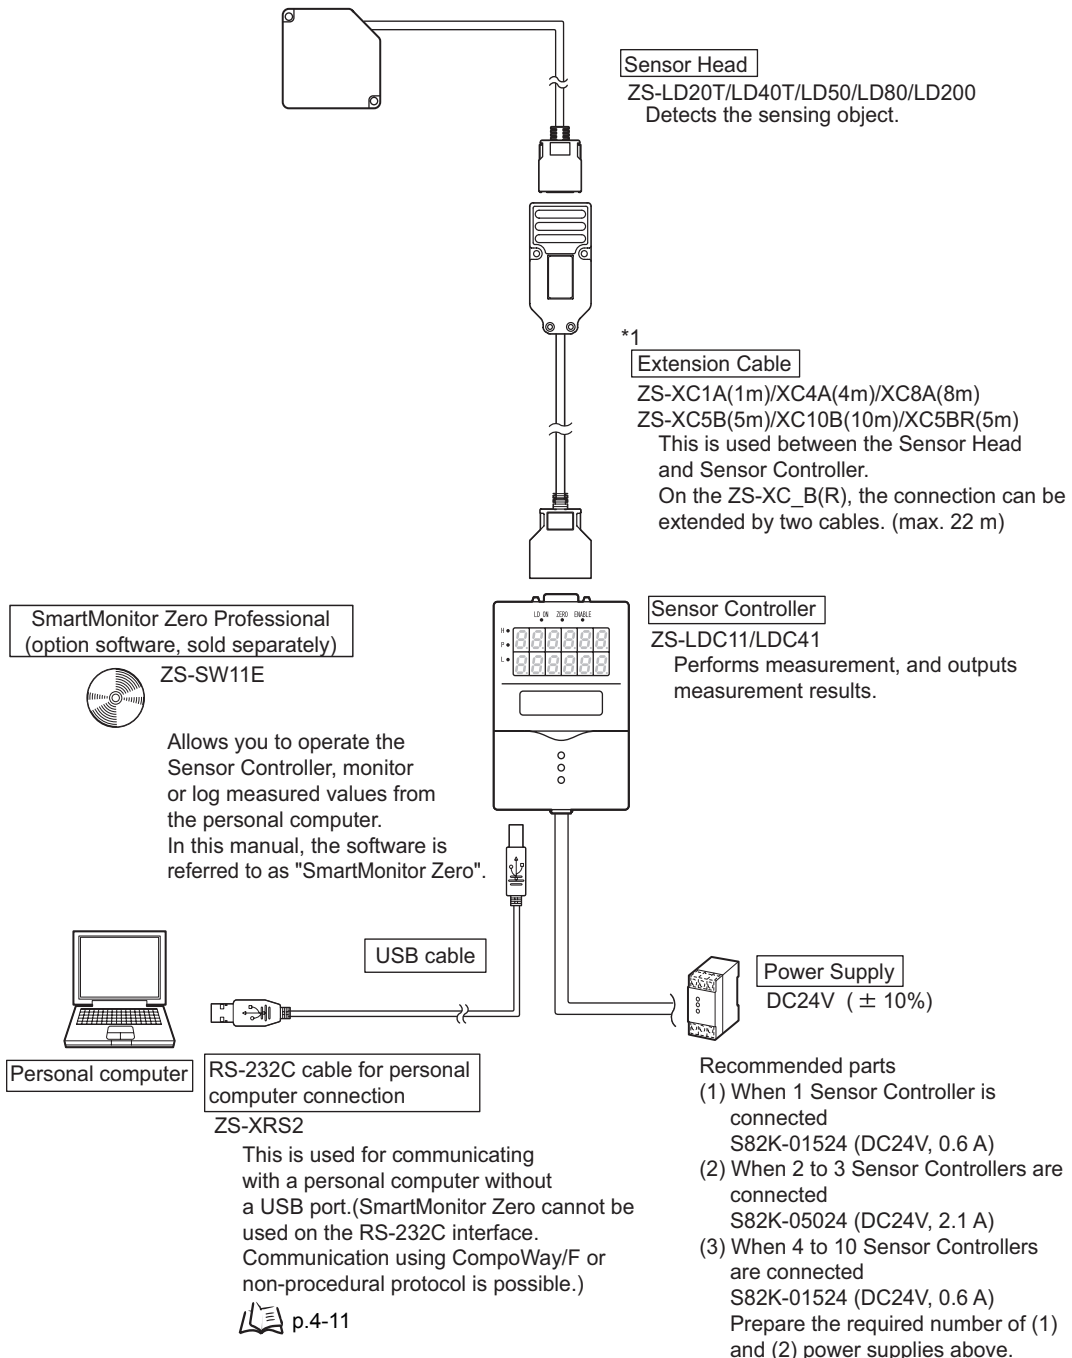 Sensor Head
ZS-LD20T/LD40T/LD50/LD80/LD200
Detects the sensing object.
*1
Extension Cable
ZS-XC1A(1m)/XC4A(4m)/XC8A(8m)
ZS-XC5B(5m)/XC10B(10m)/XC5BR(5m)
This is used between the Sensor Head
and Sensor Controller.
On the ZS-XC_B(R), the connection can be
extended by two cables. (max. 22 m)
LD ON ZERO ENABLE
H
P
L
Sensor Controller
ZS-LDC11/LDC41
Performs measurement, and outputs
measurement results.
SmartMonitor Zero Professional
(option software, sold separately)
ZS-SW11E
Allows you to operate the
Sensor Controller, monitor
or log measured values from
the personal computer.
In this manual, the software is
referred to as "SmartMonitor Zero".
USB cable
Personal computer
RS-232C cable for personal
computer connection
ZS-XRS2
This is used for communicating
with a personal computer without
a USB port.(SmartMonitor Zero cannot be
used on the RS-232C interface.
Communication using CompoWay/F or
non-procedural protocol is possible.)
p.4-11
Power Supply
DC24V (±10%)
Recommended parts
(1) When 1 Sensor Controller is
connected
S82K-01524 (DC24V, 0.6 A)
(2) When 2 to 3 Sensor Controllers are
connected
S82K-05024 (DC24V, 2.1 A)
(3) When 4 to 10 Sensor Controllers
are connected
S82K-01524 (DC24V, 0.6 A)
Prepare the required number of (1)
and (2) power supplies above.